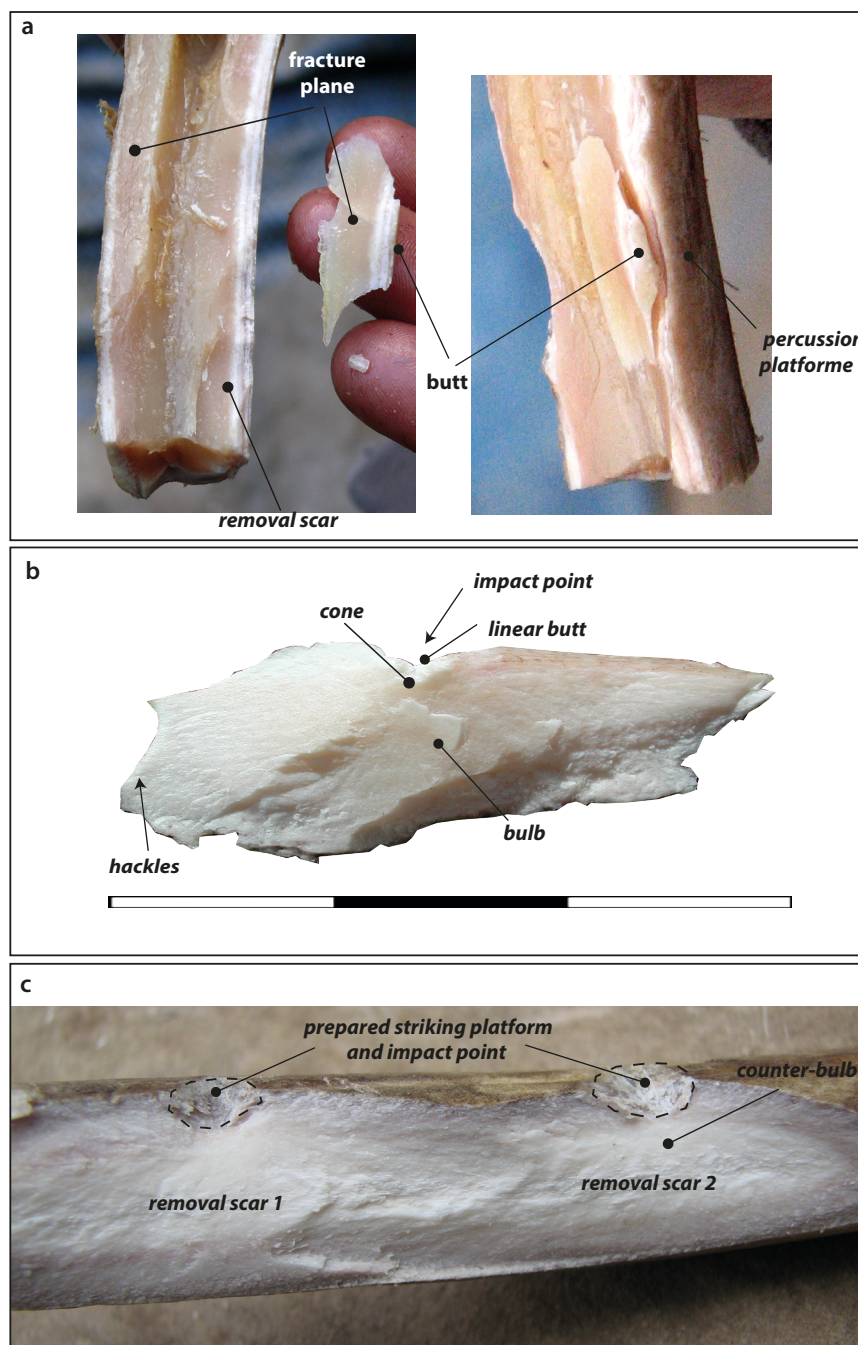 a
fracture
plane
butt
percussion
platforme
removal scar
b
impact point
cone
linear butt
bulb
hackles
c
prepared striking platform
and impact point
counter-bulb
removal scar 1
removal scar 2